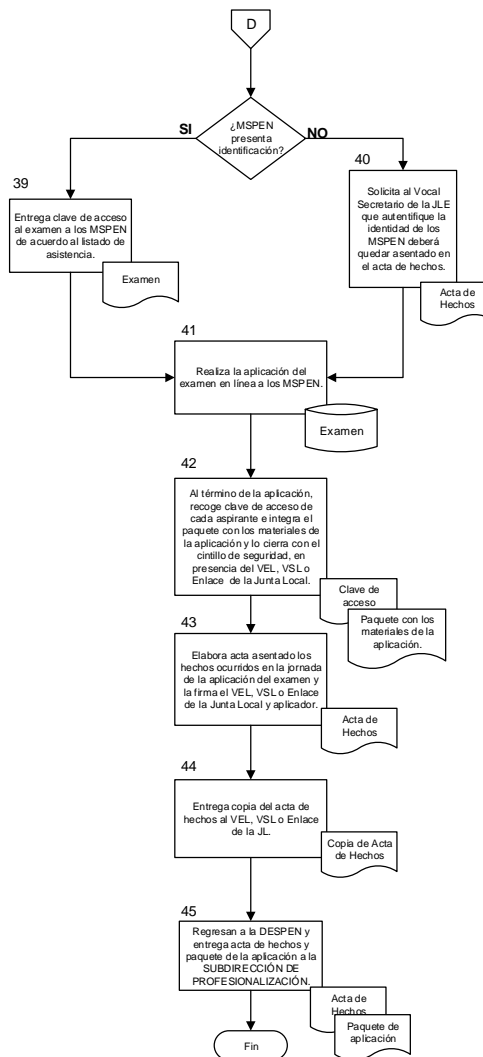 D
¿MSPEN
presenta
identificación?
SI
NO
39
Entrega clave de acceso
al examen a los MSPEN
de acuerdo al listado de
asistencia.
Examen
40
Solicita al Vocal
Secretario de la JLE
que autentifique la
identidad de los
MSPEN deberá
quedar asentado en
el acta de hechos.
Acta de
Hechos
41
Realiza la aplicación del
examen en línea a los MSPEN.
Examen
42
Al término de la aplicación,
recoge clave de acceso de
cada aspirante e integra el
paquete con los materiales de
la aplicación y lo cierra con el
cintillo de seguridad, en
presencia del VEL, VSL o
Enlace de la Junta Local.
Clave de
acceso
Paquete con los
materiales de la
aplicación.
43
Elabora acta asentado los
hechos ocurridos en la jornada
de la aplicación del examen y
la firma el VEL, VSL o Enlace
de la Junta Local y aplicador.
Acta de
Hechos
44
Entrega copia del acta de
hechos al VEL, VSL o Enlace
de la JL.
Copia de Acta
de Hechos
45
Regresan a la DESPEN y
entrega acta de hechos y
paquete de la aplicación a la
SUBDIRECCIÓN DE
PROFESIONALIZACIÓN.
Acta de
Hechos
Paquete de
aplicación
Fin